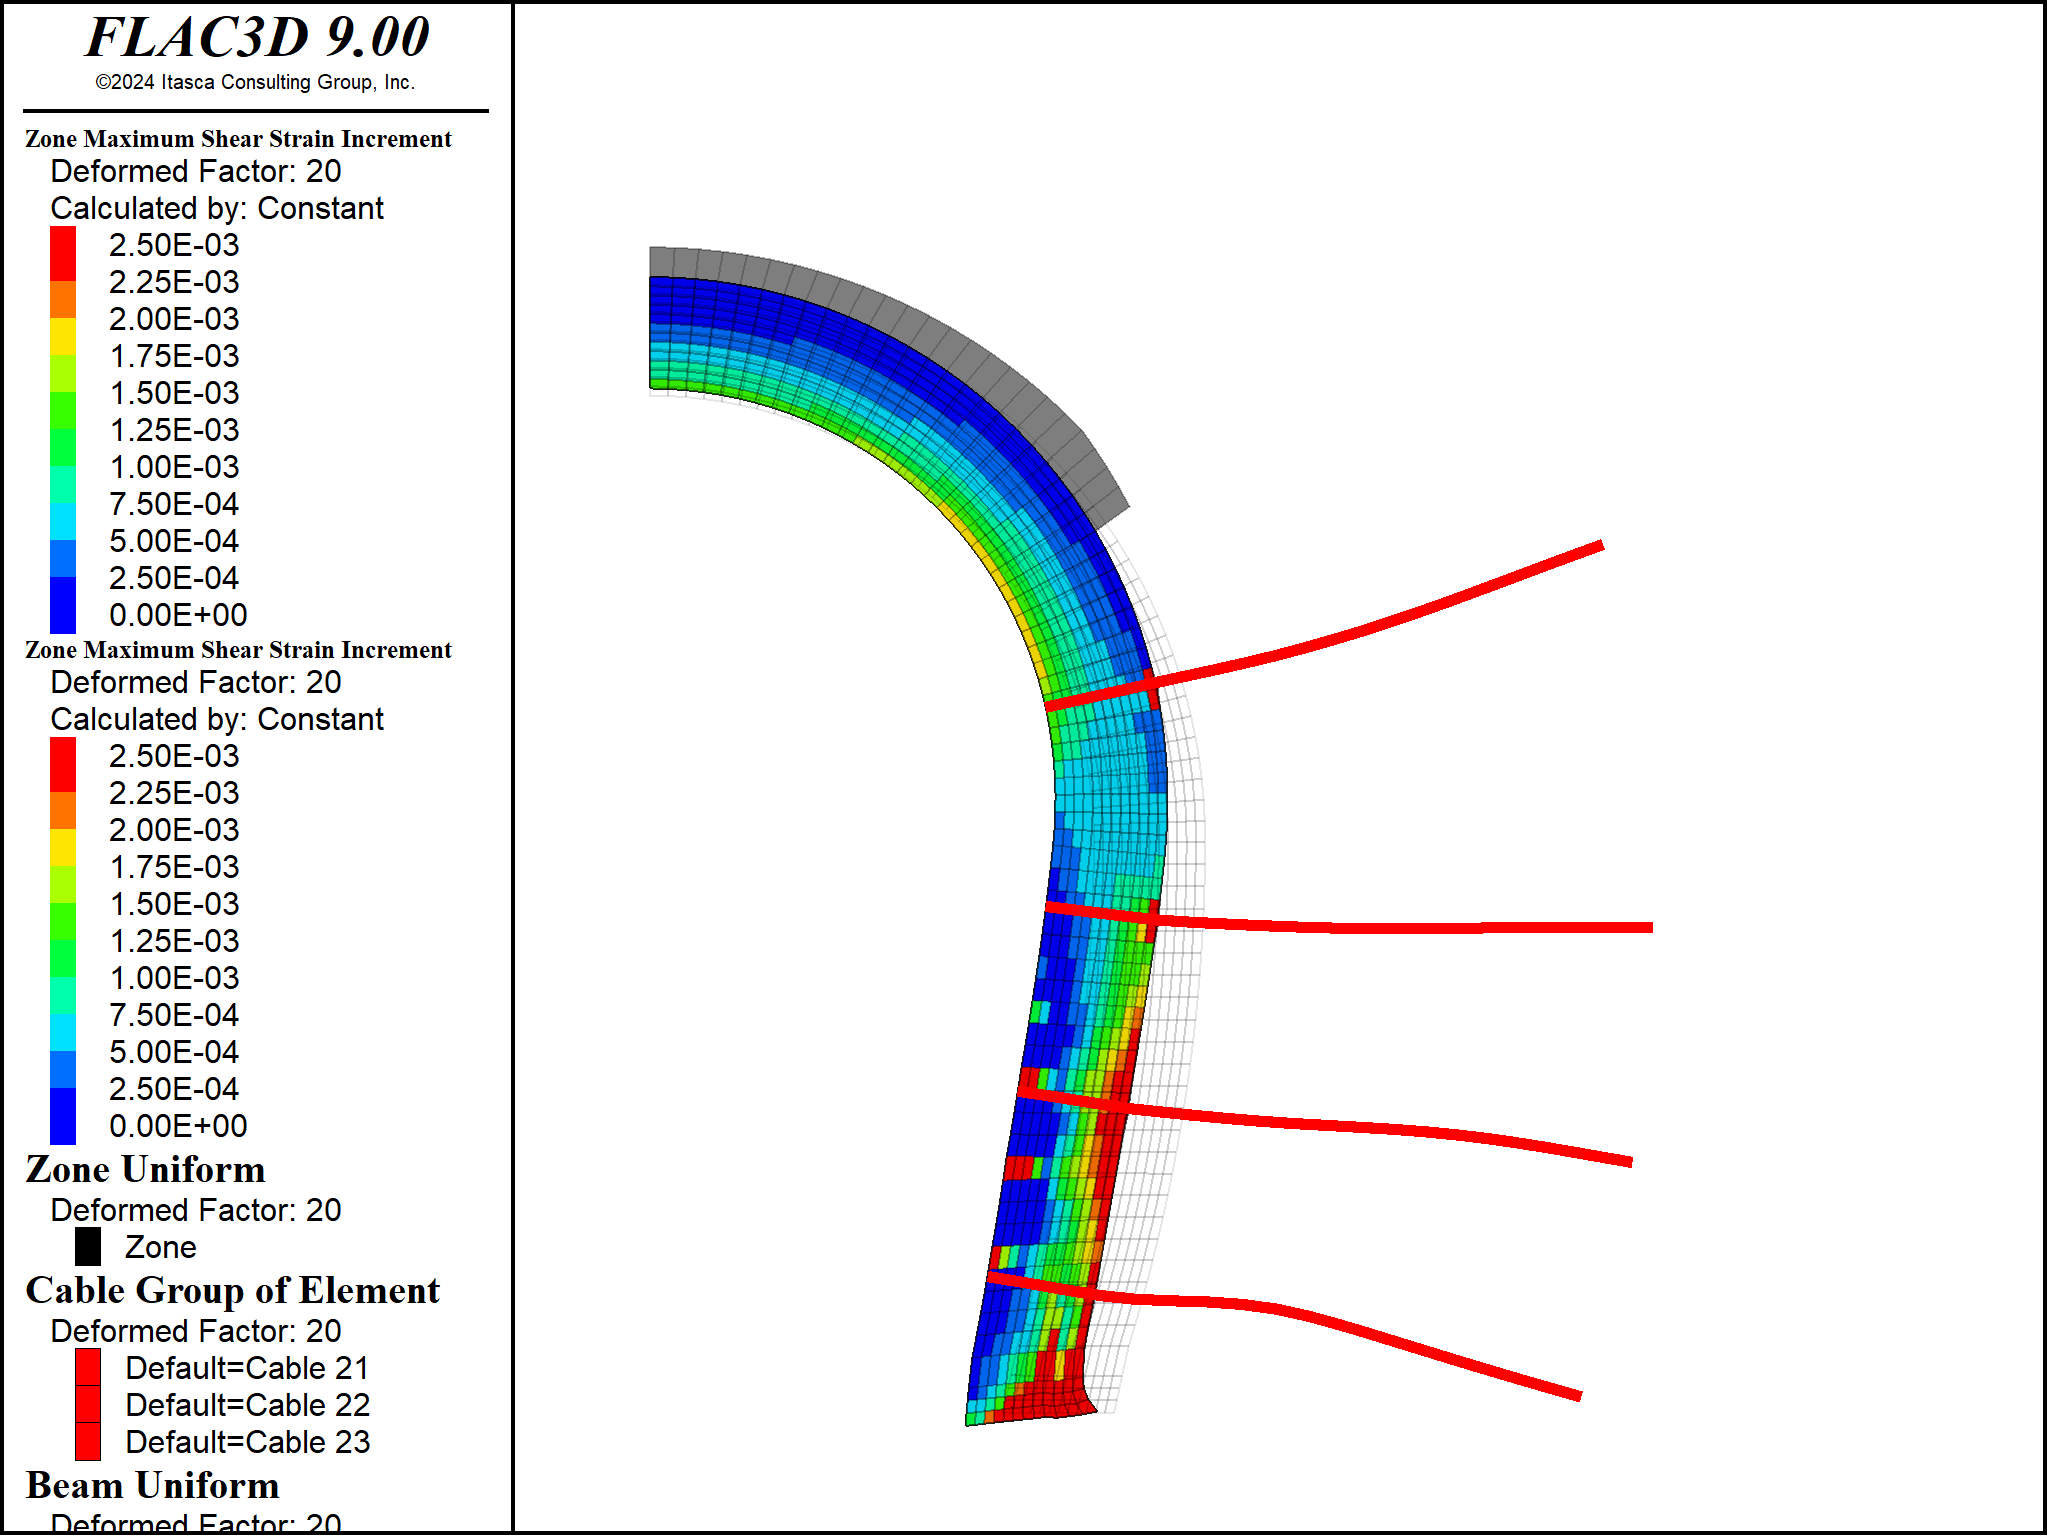 FLAC3D 9.00
©2024 Itasca Consulting Group, Inc.
Zone Maximum Shear Strain Increment
Deformed Factor: 20
Calculated by: Constant
2.50E-03
2.25E-03
2.00E-03
1.75E-03
1.50E-03
1.25E-03
1.00E-03
7.50E-04
5.00E-04
2.50E-04
0.00E+00
Zone Maximum Shear Strain Increment
Deformed Factor: 20
Calculated by: Constant
2.50E-03
2.25E-03
2.00E-03
1.75E-03
1.50E-03
1.25E-03
1.00E-03
7.50E-04
5.00E-04
2.50E-04
0.00E+00
Zone Uniform
Deformed Factor: 20
Zone
Cable Group of Element
Deformed Factor: 20
Default=Cable 21
Default=Cable 22
Default=Cable 23
Beam Uniform
Deformed Factor: 20